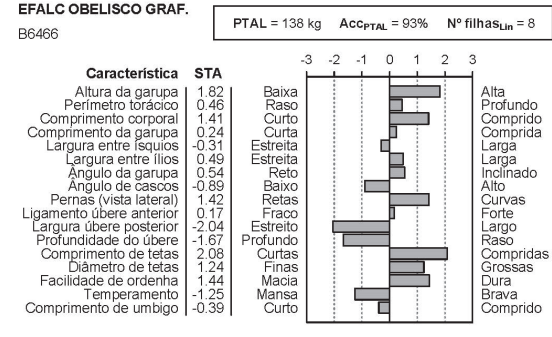 EFALC OBELISCO GRAF.
B6466
PTAL = 138 kg Acc PTAL = 93% Nº filhas Lin = 8
-3 -2 -1 0 1 2 3
Característica STA
Altura da garupa 1.82 Baixa Alta
Perímetro torácico 0.46 Raso Profundo
Comprimento corporal 1.41 Curto Comprido
Comprimento da garupa 0.24 Curta Comprida
Largura entre ísquios -0.31 Estreita Larga
Largura entre ílios 0.49 Estreita Larga
Ângulo da garupa 0.54 Reto Inclinado
Ângulo de cascos -0.89 Baixo Alto
Pernas (vista lateral) 1.42 Retas Curvas
Ligamento úbere anterior 0.17 Fraco Forte
Largura úbere posterior -2.04 Estreito Largo
Profundidade do úbere -1.67 Profundo Raso
Comprimento de tetas 2.08 Curtas Compridas
Diâmetro de tetas 1.24 Finas Grossas
Facilidade de ordenha 1.44 Macia Dura
Temperamento -1.25 Mansa Brava
Comprimento de umbigo -0.39 Curto Comprido